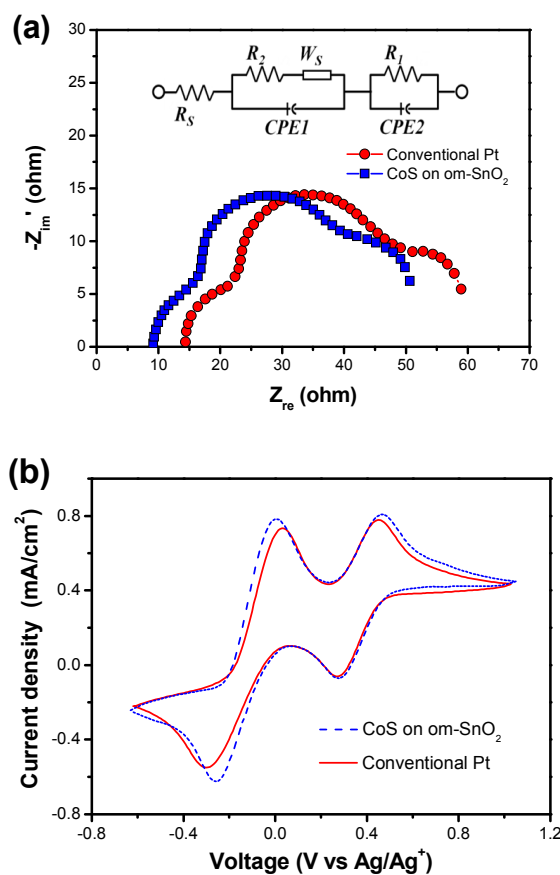 (a)
30
25
20
15
10
5
0
-Z_im' (ohm)
R_S
R_2
W_S
CPE1
R_1
CPE2
Conventional Pt
CoS on om-SnO₂
0 10 20 30 40 50 60 70
Z_re (ohm)
(b)
0.8
0.4
0.0
-0.4
-0.8
Current density (mA/cm²)
CoS on om-SnO₂
Conventional Pt
-0.8 -0.4 0.0 0.4 0.8 1.2
Voltage (V vs Ag/Ag⁺)